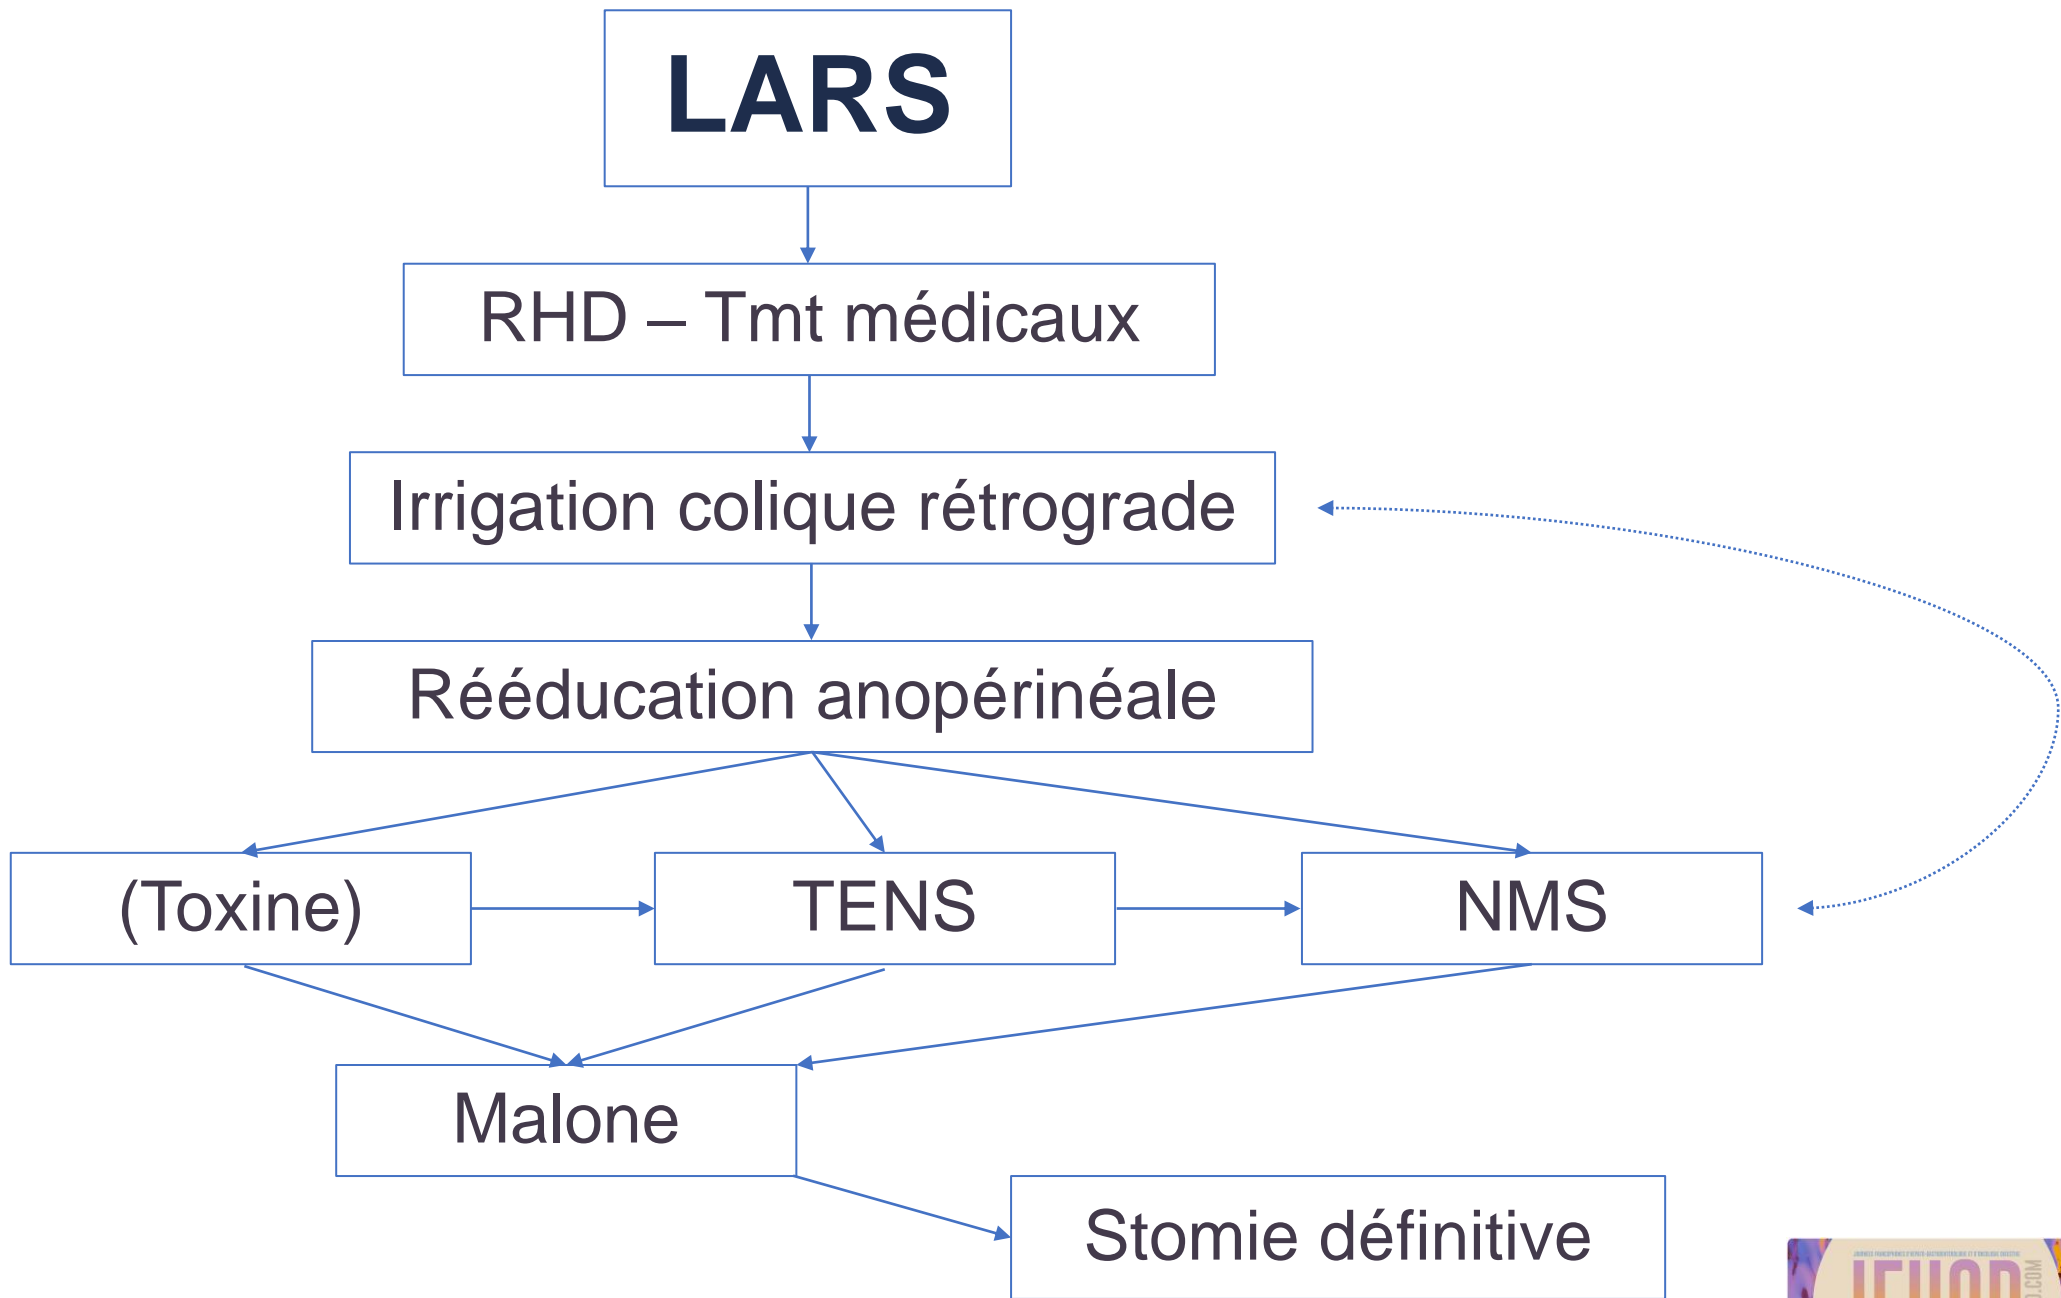 LARS
RHD – Tmt médicaux
Irrigation colique rétrograde
Rééducation anopérinéale
(Toxine)
TENS
NMS
Malone
Stomie définitive